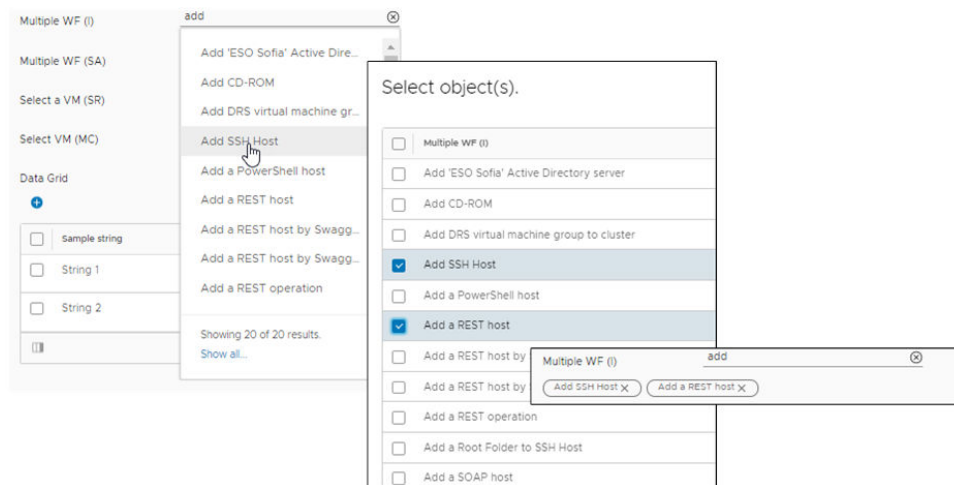 Multiple WF (I)
add
Multiple WF (SA)
Select a VM (SR)
Select VM (MC)
Data Grid
Sample string
String 1
String 2
Add 'ESO Sofia' Active Dire...
Add CD-ROM
Add DRS virtual machine gr...
Add SSH Host
Add a PowerShell host
Add a REST host
Add a REST host by Swagg...
Add a REST host by Swagg...
Add a REST operation
Showing 20 of 20 results.
Show all...
Select object(s).
Multiple WF (I)
Add 'ESO Sofia' Active Directory server
Add CD-ROM
Add DRS virtual machine group to cluster
Add SSH Host
Add a PowerShell host
Add a REST host
Add a REST host by
Add a REST host by
Add a REST operation
Add a Root Folder to SSH Host
Add a SOAP host
Multiple WF (I)
add
Add SSH Host
Add a REST host